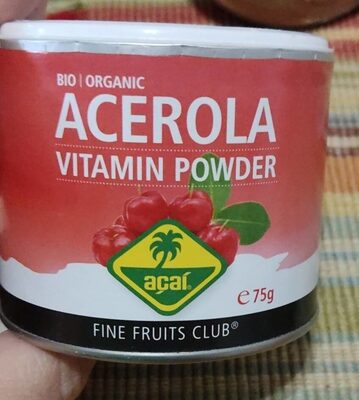 BIO | ORGANIC
ACEROLA
VITAMIN POWDER
açaí®
℮75g
FINE FRUITS CLUB®